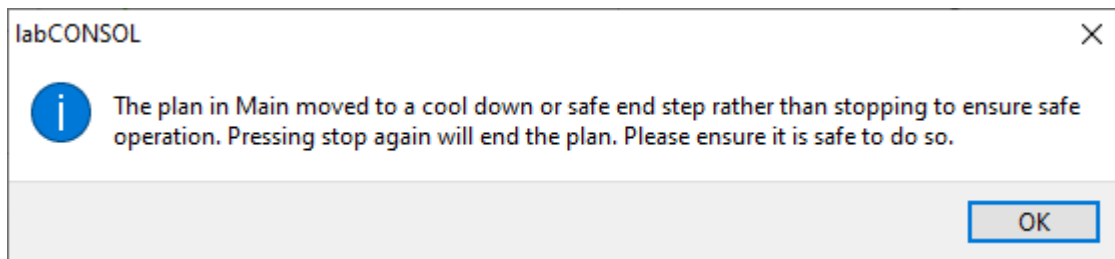 labCONSOL
The plan in Main moved to a cool down or safe end step rather than stopping to ensure safe
operation. Pressing stop again will end the plan. Please ensure it is safe to do so.
OK